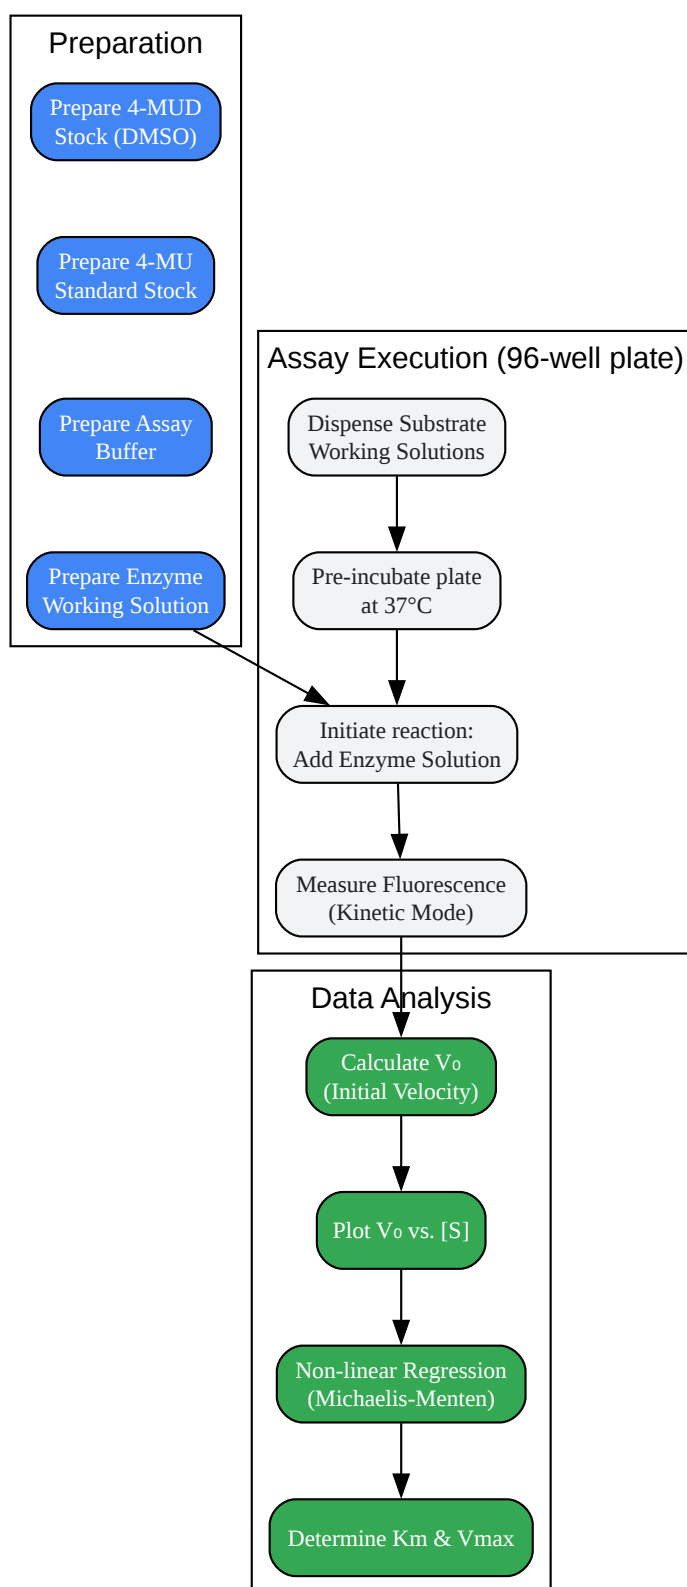 Preparation
Prepare 4-MUD
Stock (DMSO)
Prepare 4-MU
Standard Stock
Prepare Assay
Buffer
Prepare Enzyme
Working Solution
Assay Execution (96-well plate)
Dispense Substrate
Working Solutions
Pre-incubate plate
at 37°C
Initiate reaction:
Add Enzyme Solution
Measure Fluorescence
(Kinetic Mode)
Data Analysis
Calculate V₀
(Initial Velocity)
Plot V₀ vs. [S]
Non-linear Regression
(Michaelis-Menten)
Determine Km & Vmax